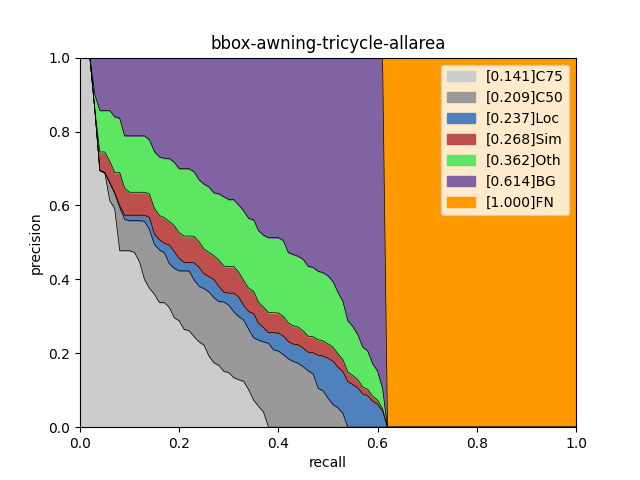 bbox-awning-tricycle-allarea
1.0
0.8
0.6
0.4
0.2
0.0
precision
[0.141]C75
[0.209]C50
[0.237]Loc
[0.268]Sim
[0.362]Oth
[0.614]BG
[1.000]FN
0.0 0.2 0.4 0.6 0.8 1.0
recall